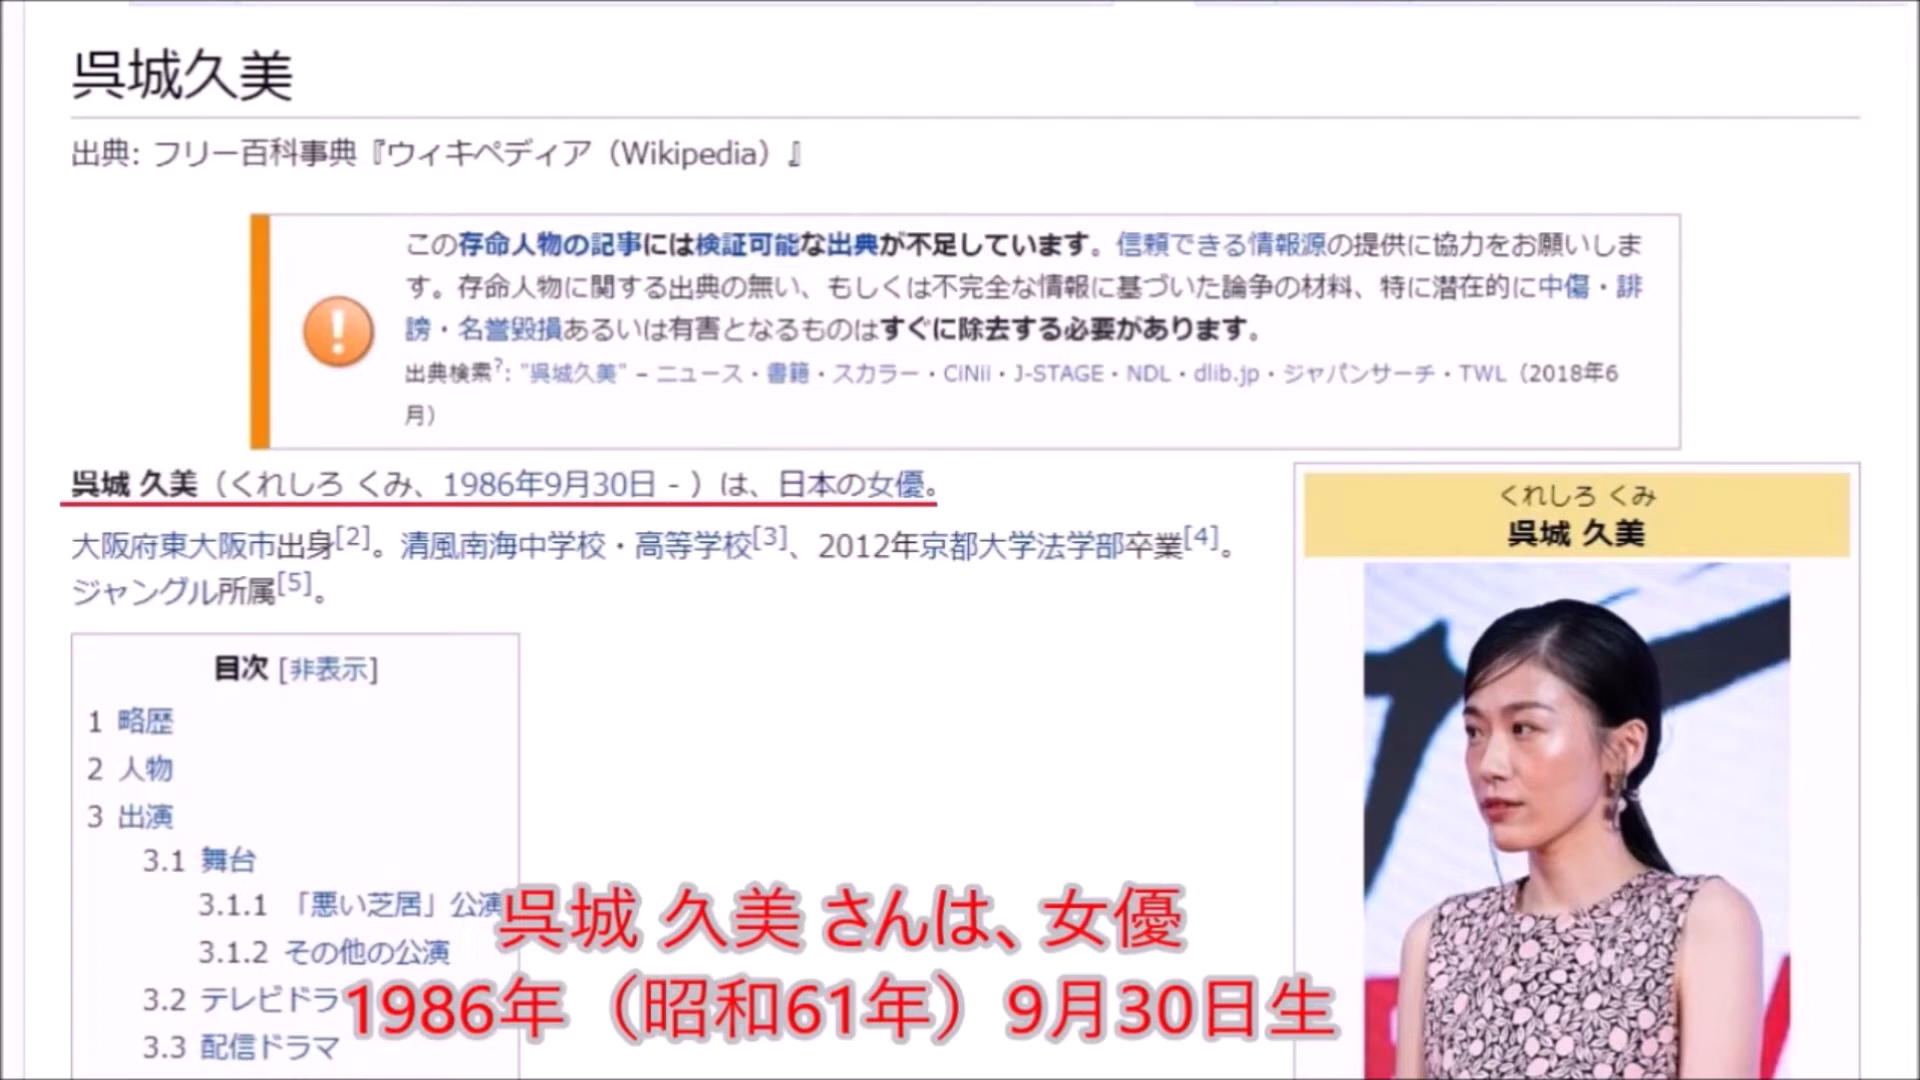 呉城久美
出典: フリー百科事典『ウィキペディア（Wikipedia）』
この存命人物の記事には検証可能な出典が不足しています。信頼できる情報源の提供に協力をお願いしま
す。存命人物に関する出典の無い、もしくは不完全な情報に基づいた論争の材料、特に潜在的に中傷・誹
謗・名誉毀損あるいは有害となるものはすぐに除去する必要があります。
出典検索?: "呉城久美" – ニュース・書籍・スカラー・CiNii・J-STAGE・NDL・dlib.jp・ジャパンサーチ・TWL（2018年6
月）
呉城 久美（くれしろ くみ、1986年9月30日 - ）は、日本の女優。
大阪府東大阪市出身[2]。清風南海中学校・高等学校[3]、2012年京都大学法学部卒業[4]。
ジャングル所属[5]。
くれしろ くみ
呉城 久美
目次 [非表示]
1 略歴
2 人物
3 出演
3.1 舞台
3.1.1 「悪い芝居」公演
3.1.2 その他の公演
3.2 テレビドラ
3.3 配信ドラマ
呉城 久美 さんは、女優
1986年（昭和61年）9月30日生